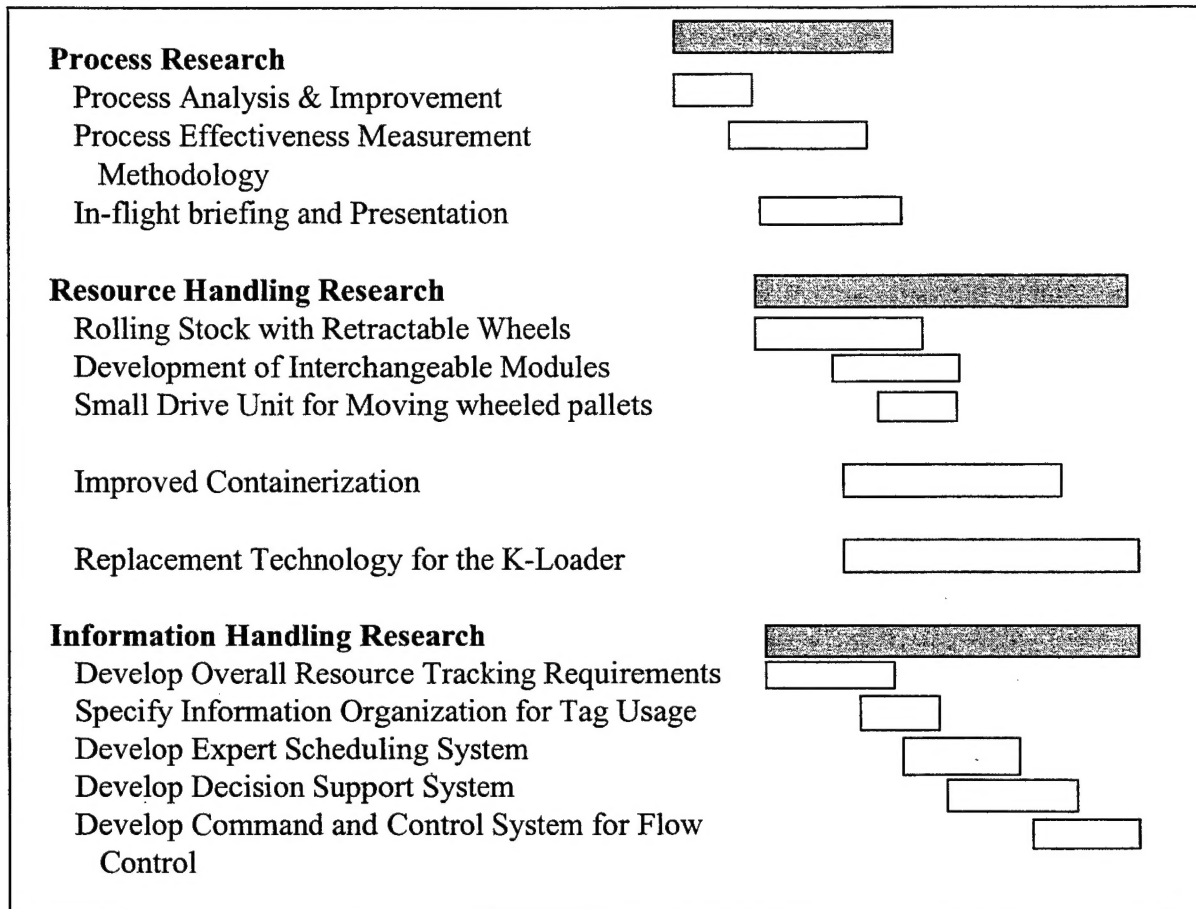 Process Research
Process Analysis & Improvement
Process Effectiveness Measurement
Methodology
In-flight briefing and Presentation
Resource Handling Research
Rolling Stock with Retractable Wheels
Development of Interchangeable Modules
Small Drive Unit for Moving wheeled pallets
Improved Containerization
Replacement Technology for the K-Loader
Information Handling Research
Develop Overall Resource Tracking Requirements
Specify Information Organization for Tag Usage
Develop Expert Scheduling System
Develop Decision Support System
Develop Command and Control System for Flow
Control